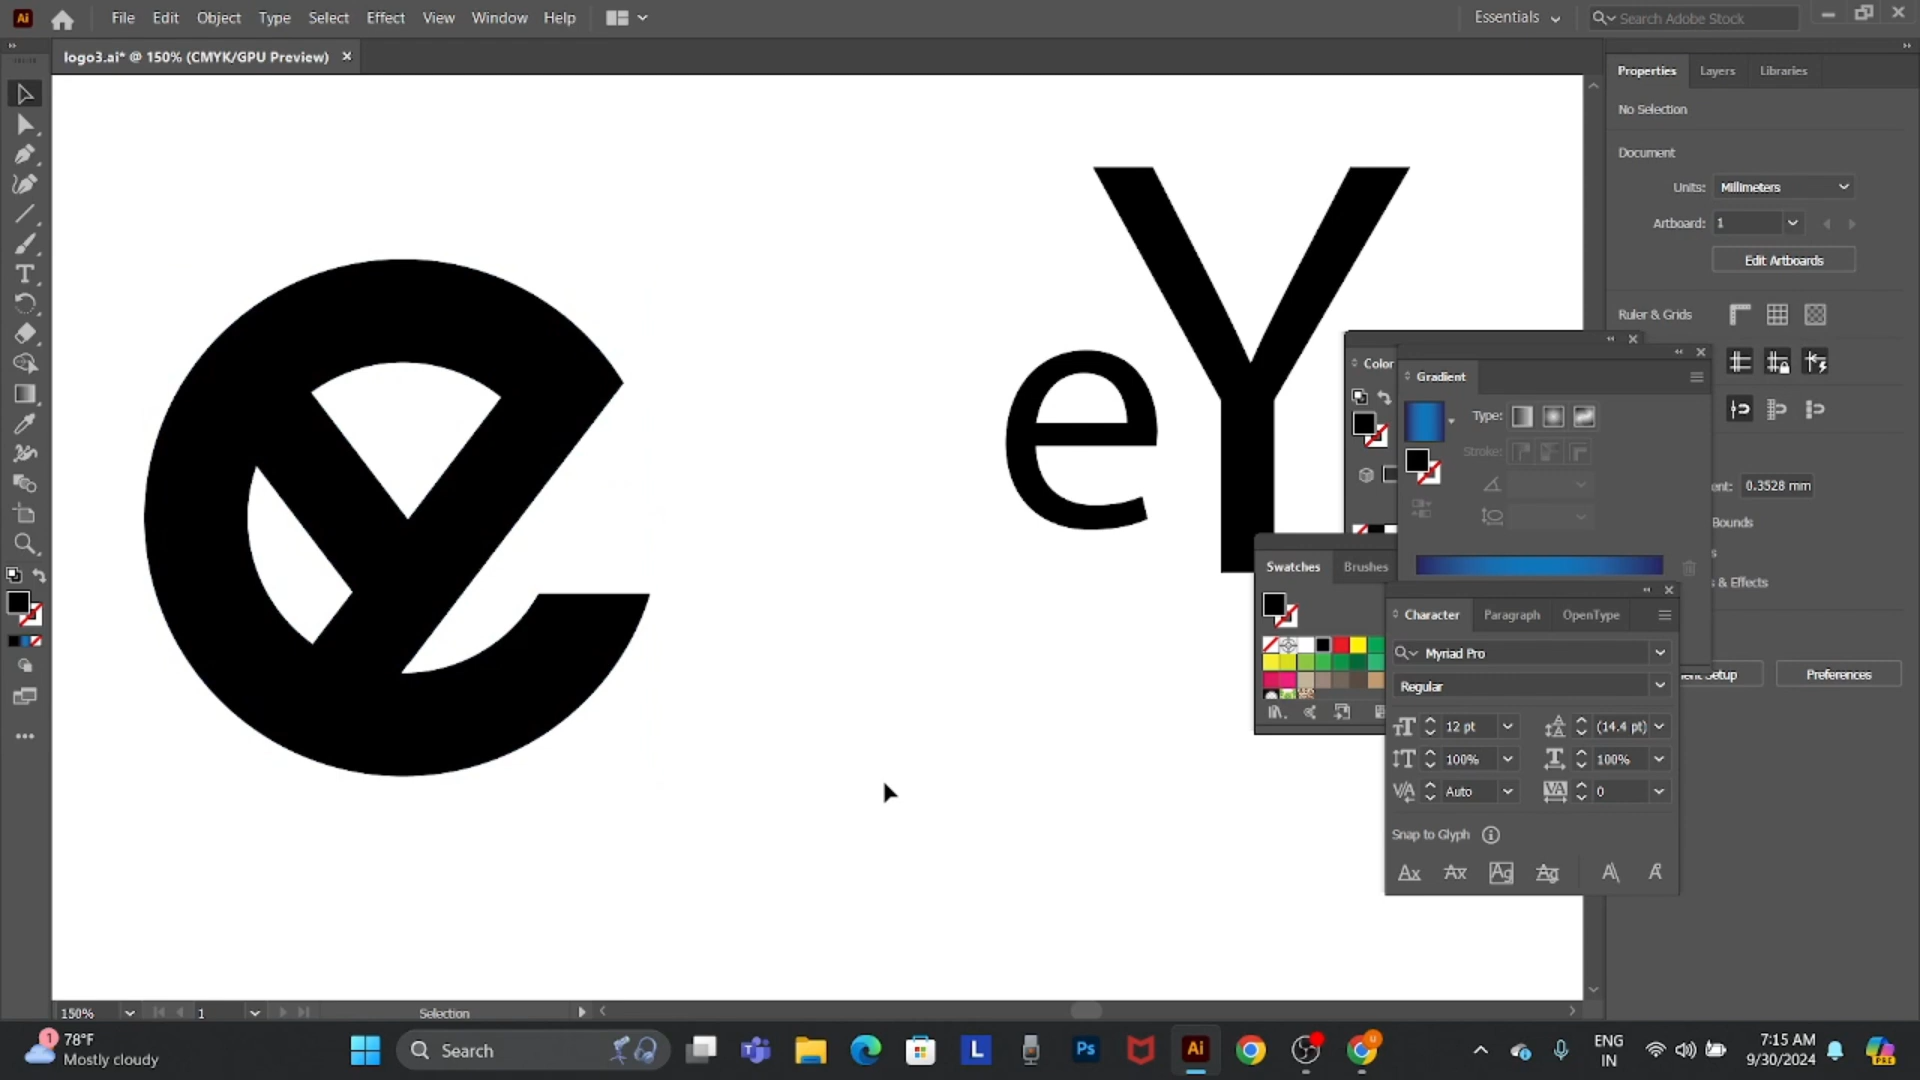 Ai
File Edit Object Type Select Effect View Window Help
Essentials
Search Adobe Stock
logo3.ai* @ 150% (CMYK/GPU Preview) ×
Properties Layers Libraries
No Selection
Document
Units: Millimeters
Artboard: 1
Edit Artboards
Ruler & Grids
eY
Color
Gradient
Type:
Stroke:
0.3528 mm
Bounds
Swatches Brushes
& Effects
Character Paragraph OpenType
Myriad Pro
Regular
Preferences
12 pt (14.4 pt)
100% 100%
Auto 0
Snap to Glyph
150% 1 Selection
78°F
Mostly cloudy
Search
L
Ps
Ai
ENG
IN
7:15 AM
9/30/2024